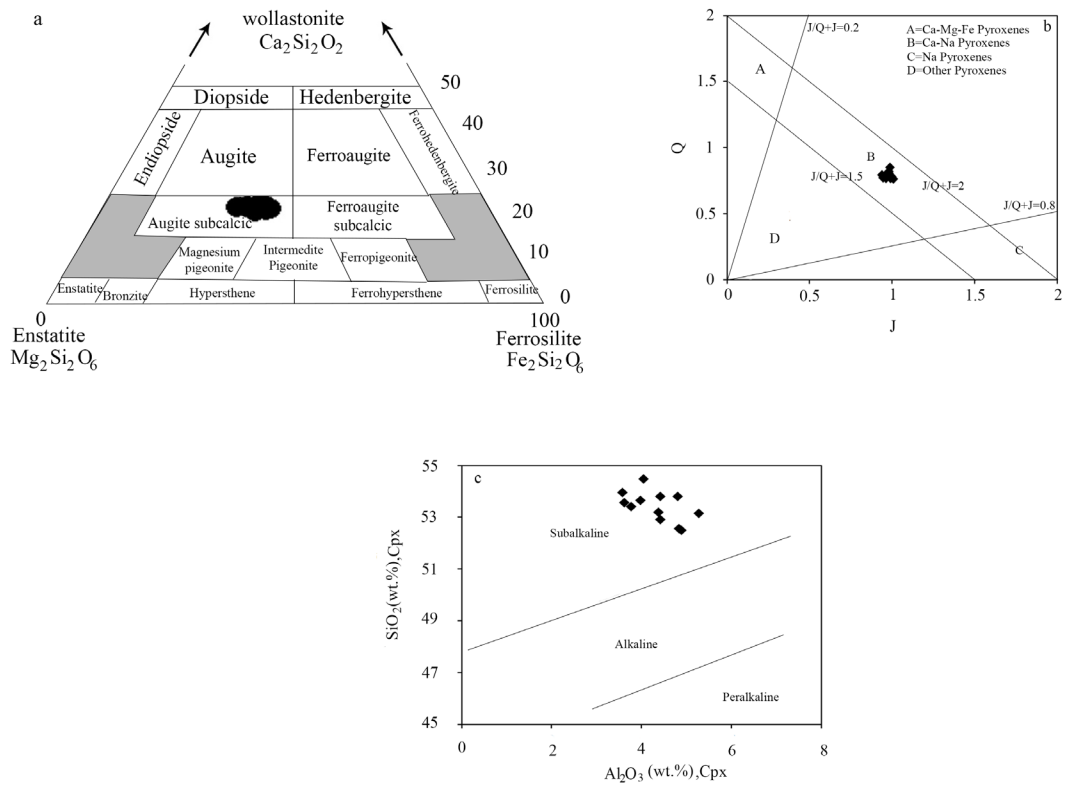 a
wollastonite
Ca2Si2O2
50
Diopside
Hedenbergite
40
Endiopside
Ferrohedenbergite
Augite
Ferroaugite
30
20
Augite subcalcic
Ferroaugite
subcalcic
Magnesium
pigeonite
Intermedite
Pigeonite
Ferropigeonite
10
Enstatite
Bronzite
Hypersthene
Ferrohypersthene
Ferrosilite
0
0
100
Enstatite
Mg2Si2O6
Ferrosilite
Fe2Si2O6
b
2
1.5
1
0.5
0
Q
J/Q+J=0.2
A=Ca-Mg-Fe Pyroxenes
B=Ca-Na Pyroxenes
C=Na Pyroxenes
D=Other Pyroxenes
A
B
J/Q+J=1.5
J/Q+J=2
J/Q+J=0.8
D
C
0
0.5
1
1.5
2
J
c
55
53
51
49
47
45
SiO2(wt.%),Cpx
Subalkaline
Alkaline
Peralkaline
0
2
4
6
8
Al2O3 (wt.%),Cpx